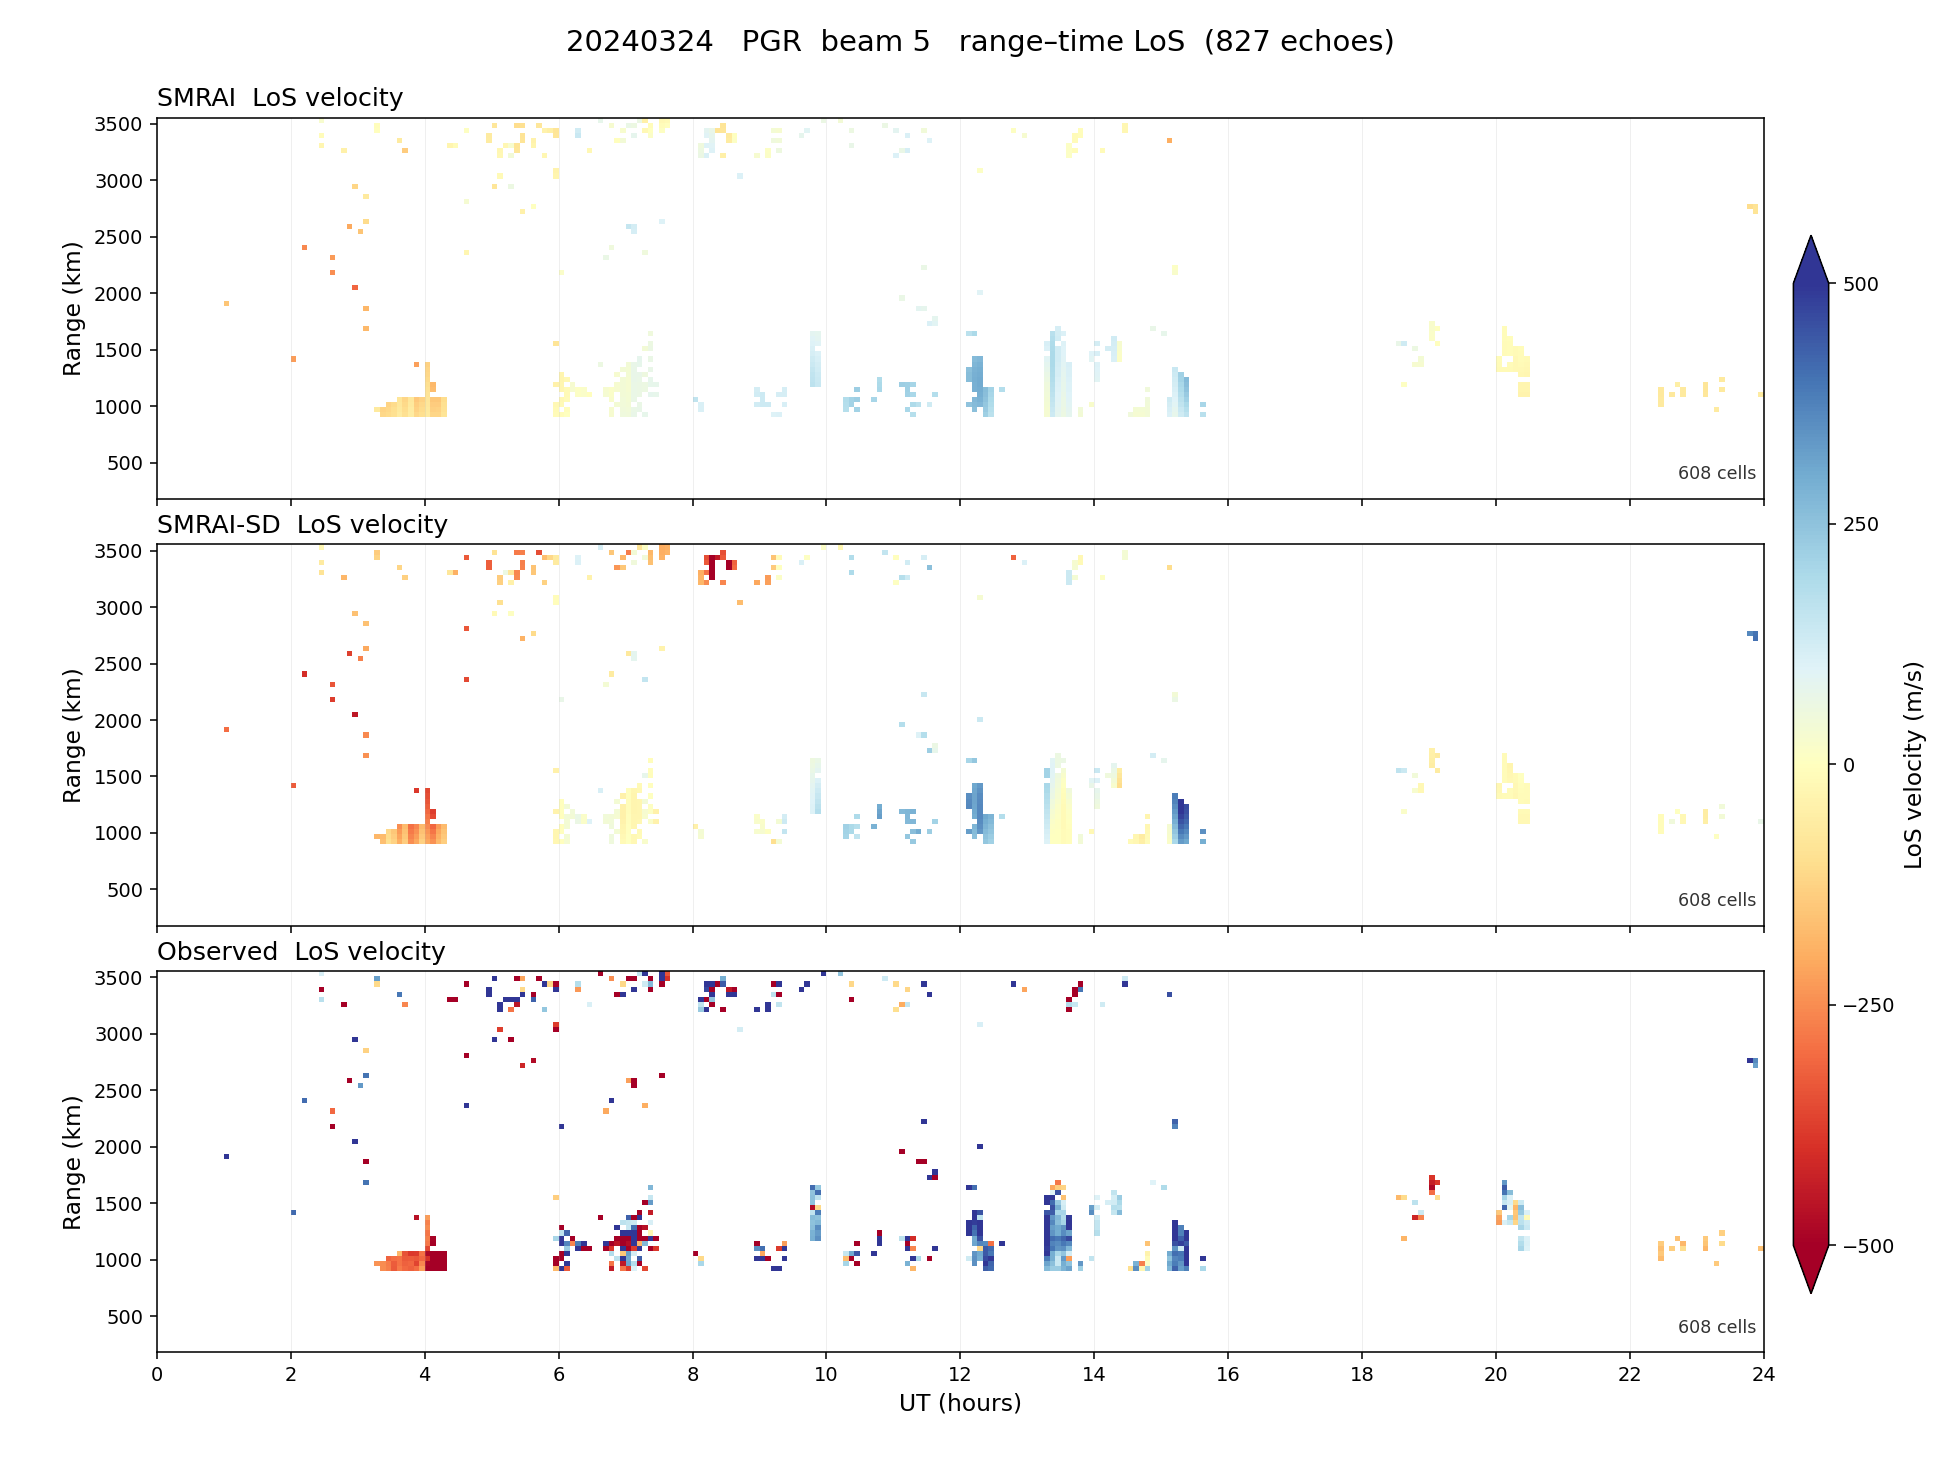 20240324   PGR  beam 5   range–time LoS  (827 echoes)
SMRAI  LoS velocity
3500
3000
2500
2000
1500
1000
500
Range (km)
608 cells
SMRAI-SD  LoS velocity
3500
3000
2500
2000
1500
1000
500
Range (km)
608 cells
Observed  LoS velocity
3500
3000
2500
2000
1500
1000
500
Range (km)
608 cells
0 2 4 6 8 10 12 14 16 18 20 22 24
UT (hours)
500
250
0
−250
−500
LoS velocity (m/s)